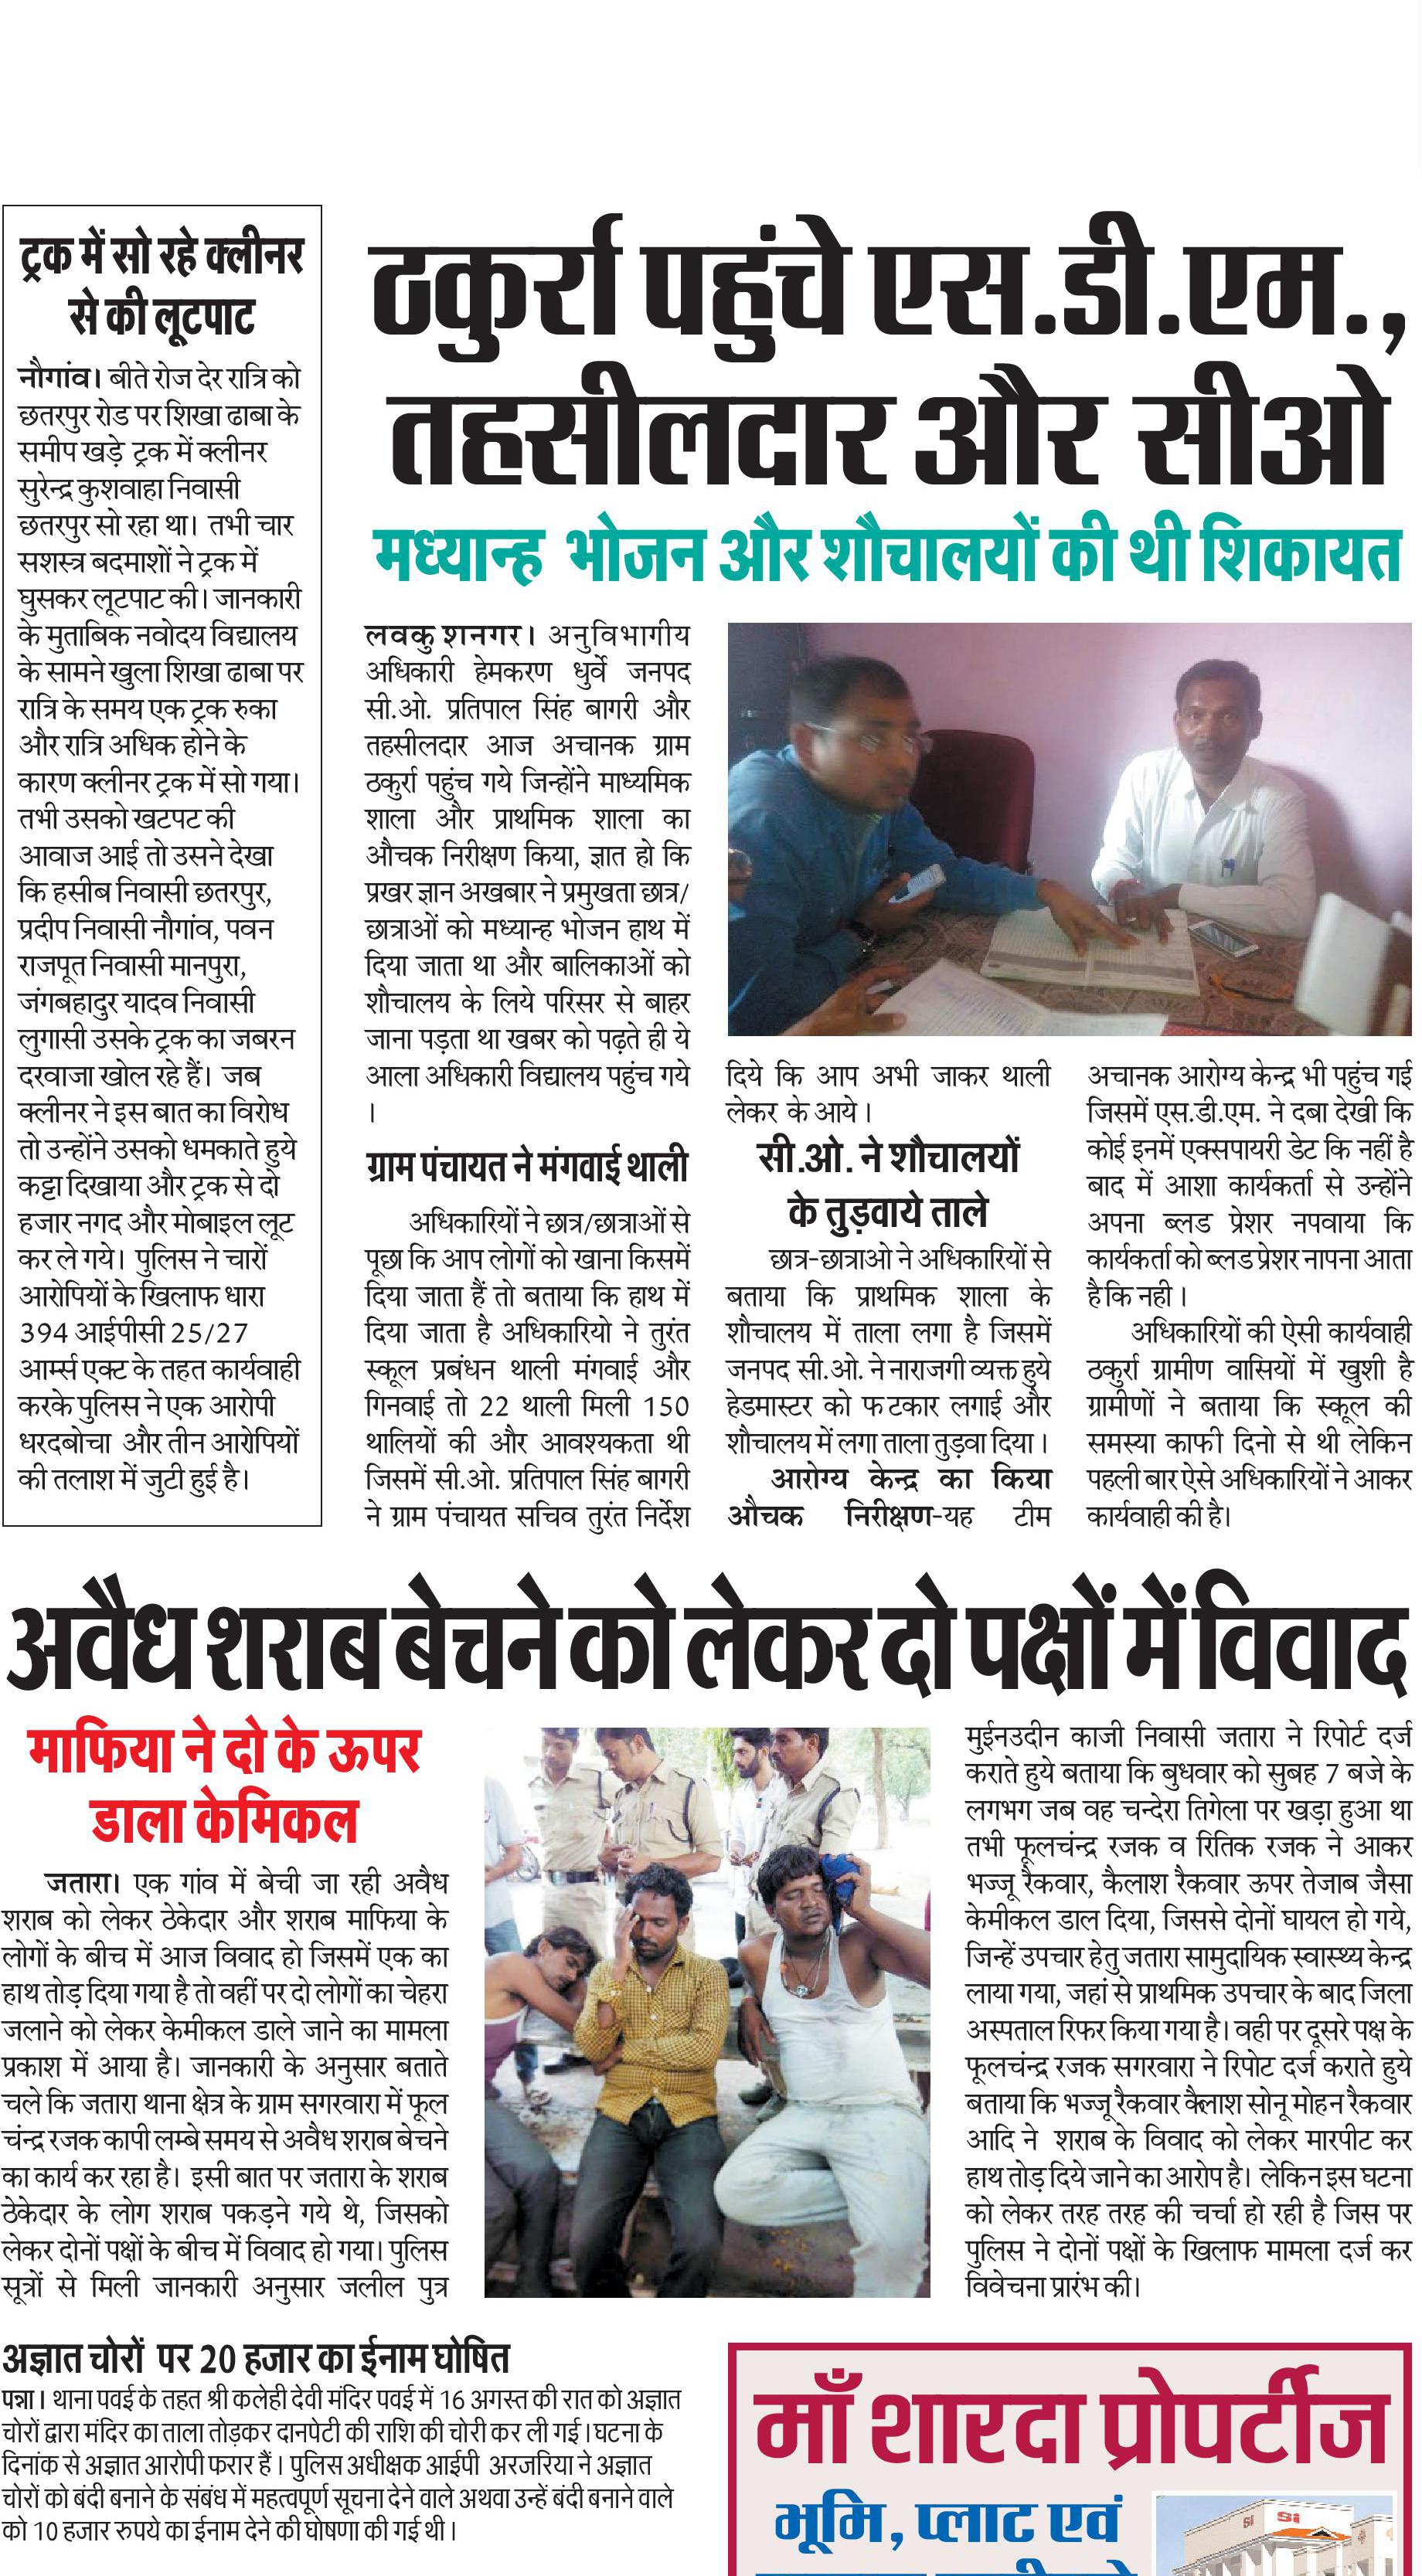 ट्रक में सो रहे क्लीनर
से की लूटपाट
नौगांव। बीते रोज देर रात्रि को
छतरपुर रोड पर शिखा ढाबा के
समीप खड़े ट्रक में क्लीनर
सुरेन्द्र कुशवाहा निवासी
छतरपुर सो रहा था। तभी चार
सशस्त्र बदमाशों ने ट्रक में
घुसकर लूटपाट की। जानकारी
के मुताबिक नवोदय विद्यालय
के सामने खुला शिखा ढाबा पर
रात्रि के समय एक ट्रक रुका
और रात्रि अधिक होने के
कारण क्लीनर ट्रक में सो गया।
तभी उसको खटपट की
आवाज आई तो उसने देखा
कि हसीब निवासी छतरपुर,
प्रदीप निवासी नौगांव, पवन
राजपूत निवासी मानपुरा,
जंगबहादुर यादव निवासी
लुगासी उसके ट्रक का जबरन
दरवाजा खोल रहे हैं। जब
क्लीनर ने इस बात का विरोध
तो उन्होंने उसको धमकाते हुये
कट्टा दिखाया और ट्रक से दो
हजार नगद और मोबाइल लूट
कर ले गये। पुलिस ने चारों
आरोपियों के खिलाफ धारा
394 आईपीसी 25/27
आर्म्स एक्ट के तहत कार्यवाही
करके पुलिस ने एक आरोपी
धरदबोचा और तीन आरोपियों
की तलाश में जुटी हुई है।
ठकुर्रा पहुंचे एस.डी.एम.,
तहसीलदार और सीओ
मध्यान्ह भोजन और शौचालयों की थी शिकायत
लवकुशनगर। अनुविभागीय
अधिकारी हेमकरण धुर्वे जनपद
सी.ओ. प्रतिपाल सिंह बागरी और
तहसीलदार आज अचानक ग्राम
ठकुर्रा पहुंच गये जिन्होंने माध्यमिक
शाला और प्राथमिक शाला का
औचक निरीक्षण किया, ज्ञात हो कि
प्रखर ज्ञान अखबार ने प्रमुखता छात्र/
छात्राओं को मध्यान्ह भोजन हाथ में
दिया जाता था और बालिकाओं को
शौचालय के लिये परिसर से बाहर
जाना पड़ता था खबर को पढ़ते ही ये
आला अधिकारी विद्यालय पहुंच गये
।
ग्राम पंचायत ने मंगवाई थाली
अधिकारियों ने छात्र/छात्राओं से
पूछा कि आप लोगों को खाना किसमें
दिया जाता हैं तो बताया कि हाथ में
दिया जाता है अधिकारियो ने तुरंत
स्कूल प्रबंधन थाली मंगवाई और
गिनवाई तो 22 थाली मिली 150
थालियों की और आवश्यकता थी
जिसमें सी.ओ. प्रतिपाल सिंह बागरी
ने ग्राम पंचायत सचिव तुरंत निर्देश
दिये कि आप अभी जाकर थाली
लेकर के आये।
सी.ओ. ने शौचालयों
के तुड़वाये ताले
छात्र-छात्राओ ने अधिकारियों से
बताया कि प्राथमिक शाला के
शौचालय में ताला लगा है जिसमें
जनपद सी.ओ. ने नाराजगी व्यक्त हुये
हेडमास्टर को फटकार लगाई और
शौचालय में लगा ताला तुड़वा दिया।
आरोग्य केन्द्र का किया
औचक निरीक्षण-यह टीम
अचानक आरोग्य केन्द्र भी पहुंच गई
जिसमें एस.डी.एम. ने दबा देखी कि
कोई इनमें एक्सपायरी डेट कि नहीं है
बाद में आशा कार्यकर्ता से उन्होंने
अपना ब्लड प्रेशर नपवाया कि
कार्यकर्ता को ब्लड प्रेशर नापना आता
है कि नही।
अधिकारियों की ऐसी कार्यवाही
ठकुर्रा ग्रामीण वासियों में खुशी है
ग्रामीणों ने बताया कि स्कूल की
समस्या काफी दिनो से थी लेकिन
पहली बार ऐसे अधिकारियों ने आकर
कार्यवाही की है।
अवैध शराब बेचने को लेकर दो पक्षों में विवाद
माफिया ने दो के ऊपर
डाला केमिकल
जतारा। एक गांव में बेची जा रही अवैध
शराब को लेकर ठेकेदार और शराब माफिया के
लोगों के बीच में आज विवाद हो जिसमें एक का
हाथ तोड़ दिया गया है तो वहीं पर दो लोगों का चेहरा
जलाने को लेकर केमीकल डाले जाने का मामला
प्रकाश में आया है। जानकारी के अनुसार बताते
चले कि जतारा थाना क्षेत्र के ग्राम सगरवारा में फूल
चंन्द्र रजक कापी लम्बे समय से अवैध शराब बेचने
का कार्य कर रहा है। इसी बात पर जतारा के शराब
ठेकेदार के लोग शराब पकड़ने गये थे, जिसको
लेकर दोनों पक्षों के बीच में विवाद हो गया। पुलिस
सूत्रों से मिली जानकारी अनुसार जलील पुत्र
मुईनउदीन काजी निवासी जतारा ने रिपोर्ट दर्ज
कराते हुये बताया कि बुधवार को सुबह 7 बजे के
लगभग जब वह चन्देरा तिगेला पर खड़ा हुआ था
तभी फूलचंन्द्र रजक व रितिक रजक ने आकर
भज्जू रैकवार, कैलाश रैकवार ऊपर तेजाब जैसा
केमीकल डाल दिया, जिससे दोनों घायल हो गये,
जिन्हें उपचार हेतु जतारा सामुदायिक स्वास्थ्य केन्द्र
लाया गया, जहां से प्राथमिक उपचार के बाद जिला
अस्पताल रिफर किया गया है। वही पर दूसरे पक्ष के
फूलचंन्द्र रजक सगरवारा ने रिपोट दर्ज कराते हुये
बताया कि भज्जू रैकवार कैलाश सोनू मोहन रैकवार
आदि ने शराब के विवाद को लेकर मारपीट कर
हाथ तोड़ दिये जाने का आरोप है। लेकिन इस घटना
को लेकर तरह तरह की चर्चा हो रही है जिस पर
पुलिस ने दोनों पक्षों के खिलाफ मामला दर्ज कर
विवेचना प्रारंभ की।
अज्ञात चोरों पर 20 हजार का ईनाम घोषित
पन्ना। थाना पवई के तहत श्री कलेही देवी मंदिर पवई में 16 अगस्त की रात को अज्ञात
चोरों द्वारा मंदिर का ताला तोड़कर दानपेटी की राशि की चोरी कर ली गई। घटना के
दिनांक से अज्ञात आरोपी फरार हैं। पुलिस अधीक्षक आईपी अरजरिया ने अज्ञात
चोरों को बंदी बनाने के संबंध में महत्वपूर्ण सूचना देने वाले अथवा उन्हें बंदी बनाने वाले
को 10 हजार रुपये का ईनाम देने की घोषणा की गई थी।
माँ शारदा प्रोपर्टीज
भूमि, प्लाट एवं
Si Si